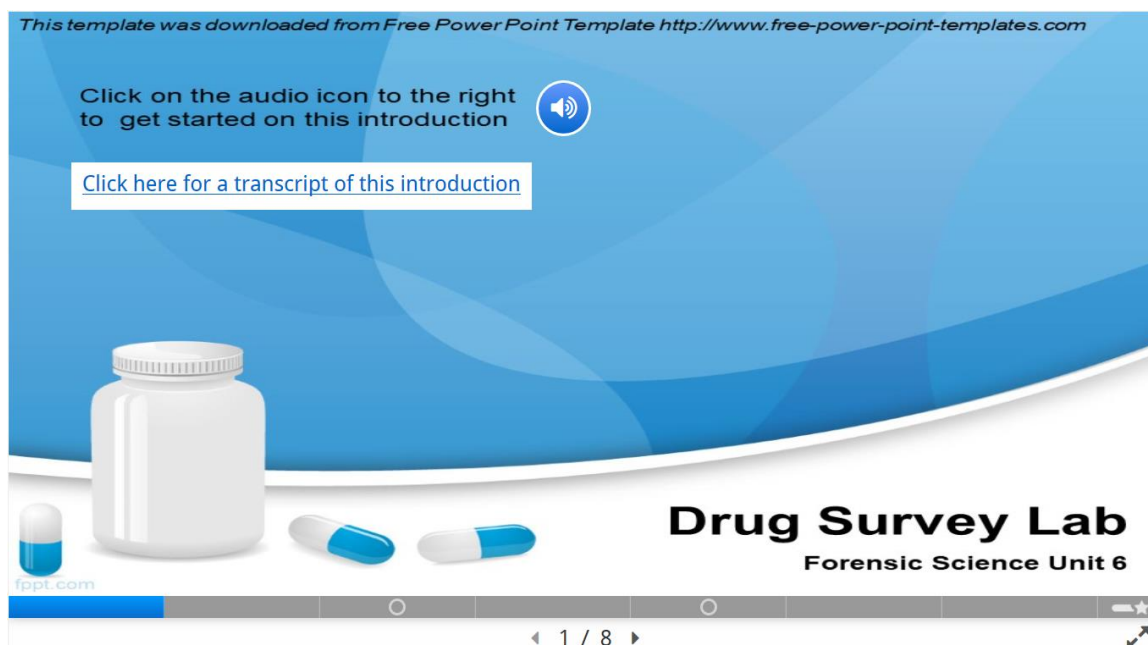 This template was downloaded from Free Power Point Template http://www.free-power-point-templates.com
Click on the audio icon to the right
to get started on this introduction
Click here for a transcript of this introduction
Drug Survey Lab
Forensic Science Unit 6
fppt.com
1 / 8